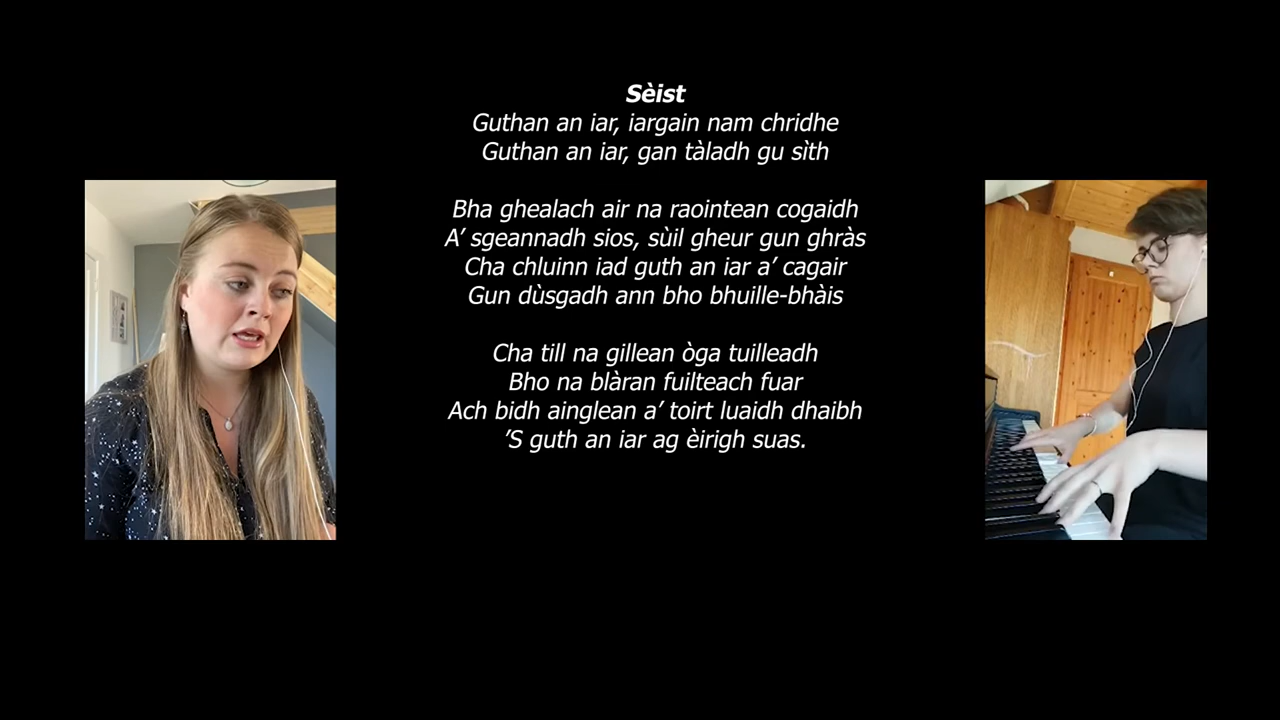 Sèist
Guthan an iar, iargain nam chridhe
Guthan an iar, gan tàladh gu sìth
Bha ghealach air na raointean cogaidh
A’ sgeannadh sios, sùil gheur gun ghràs
Cha chluinn iad guth an iar a’ cagair
Gun dùsgadh ann bho bhuille-bhàis
Cha till na gillean òga tuilleadh
Bho na blàran fuilteach fuar
Ach bidh ainglean a’ toirt luaidh dhaibh
’S guth an iar ag èirigh suas.